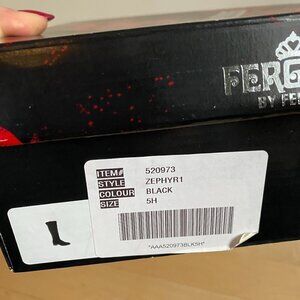 FERG
BY FE
ITEM# 520973
STYLE ZEPHYR1
COLOUR BLACK
SIZE 5H
*AAA520973BLK5H*